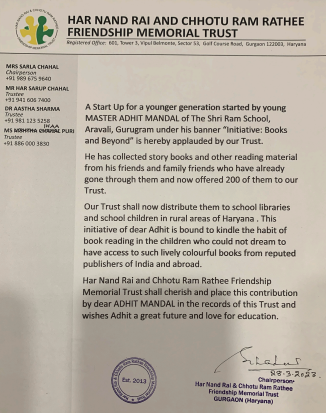 HAR NAND RAI AND CHHOTU RAM RATHEE
FRIENDSHIP MEMORIAL TRUST
Registered Office: 601, Tower 3, Vipul Belmonte, Sector 53, Golf Course Road, Gurgaon 122003, Haryana
MRS SARLA CHAHAL
Chairperson
+91 989 675 9640
MR HAR SARUP CHAHAL
Trustee
+91 941 606 7400
DR AASTHA SHARMA
Trustee
+91 981 123 5258
MS CHAHAL PURI
Trustee
+91 886 000 3830
A Start Up for a younger generation started by young
MASTER ADHIT MANDAL of The Shri Ram School,
Aravali, Gurugram under his banner “Initiative: Books
and Beyond” is hereby applauded by our Trust.
He has collected story books and other reading material
from his friends and family friends who have already
gone through them and now offered 200 of them to our
Trust.
Our Trust shall now distribute them to school libraries
and school children in rural areas of Haryana . This
initiative of dear Adhit is bound to kindle the habit of
book reading in the children who could not dream to
have access to such lively colourful books from reputed
publishers of India and abroad.
Har Nand Rai and Chhotu Ram Rathee Friendship
Memorial Trust shall cherish and place this contribution
by dear ADHIT MANDAL in the records of this Trust and
wishes Adhit a great future and love for education.
Est. 2013
28-3-2023
Chairperson
Har Nand Rai & Chhotu Ram Rathee
Friendship Memorial Trust
GURGAON (Haryana)